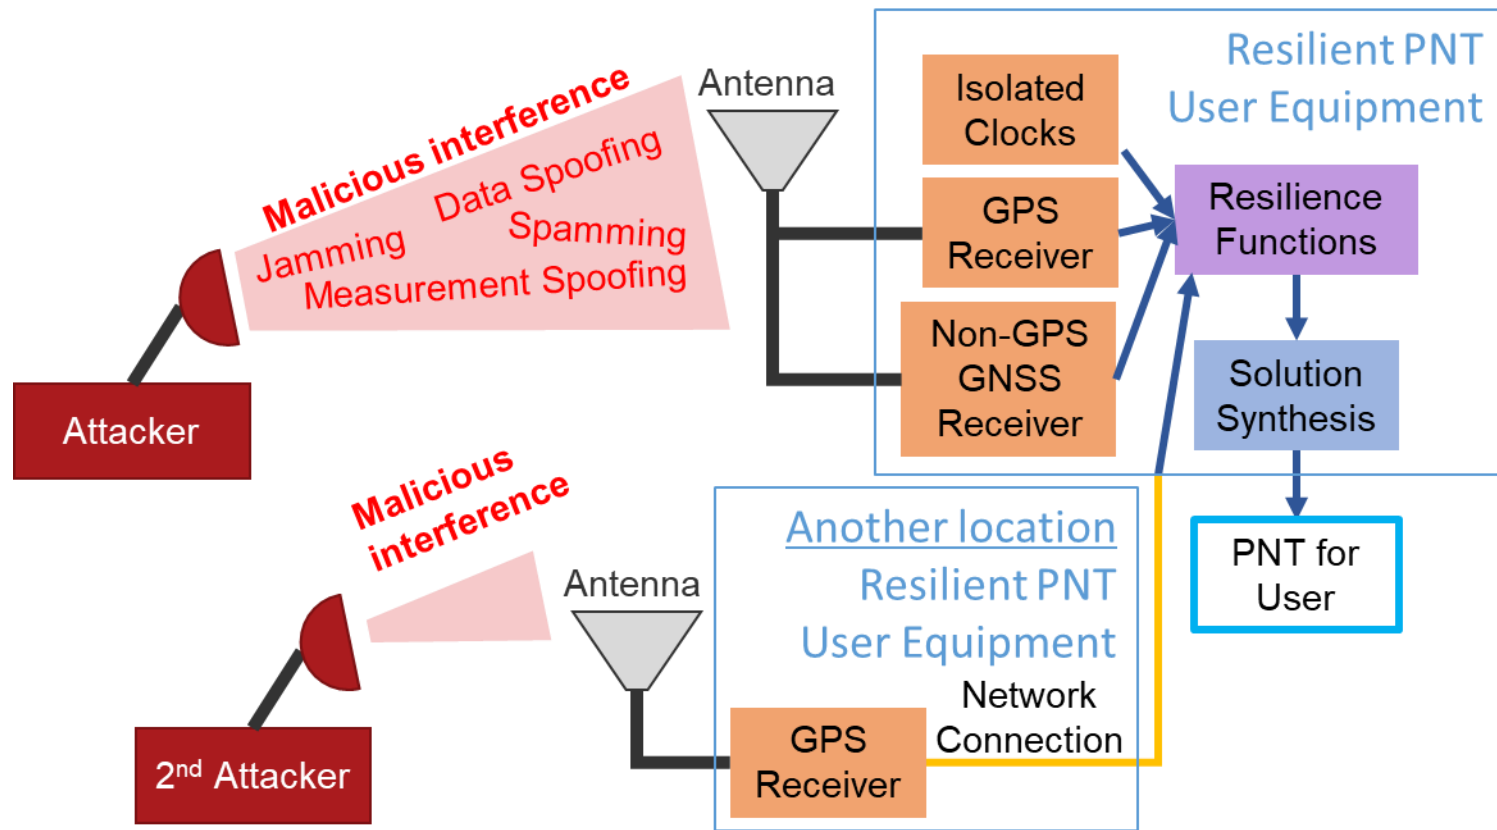 Resilient PNT
User Equipment
Antenna
Isolated
Clocks
Malicious interference
Data Spoofing
Jamming
Spamming
Measurement Spoofing
GPS
Receiver
Resilience
Functions
Non-GPS
GNSS
Receiver
Solution
Synthesis
Attacker
Malicious
interference
Another location
Resilient PNT
User Equipment
PNT for
User
Antenna
Network
Connection
GPS
Receiver
2nd Attacker